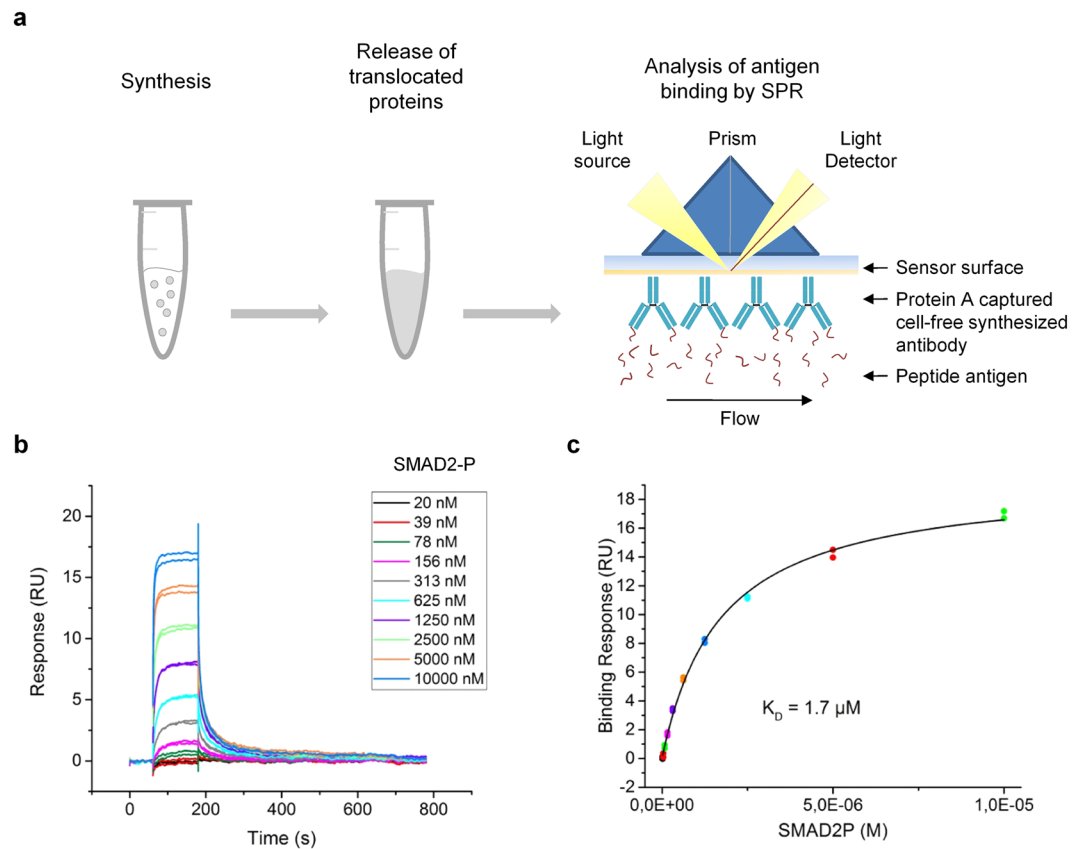 a
Synthesis
Release of
translocated
proteins
Analysis of antigen
binding by SPR
Light
source
Prism
Light
Detector
Sensor surface
Protein A captured
cell-free synthesized
antibody
Peptide antigen
Flow
b
SMAD2-P
20 nM
39 nM
78 nM
156 nM
313 nM
625 nM
1250 nM
2500 nM
5000 nM
10000 nM
Response (RU)
20
15
10
5
0
0
200
400
600
800
Time (s)
c
Binding Response (RU)
18
16
14
12
10
8
6
4
2
0
-2
K_D = 1.7 µM
0,0E+00
5,0E-06
1,0E-05
SMAD2P (M)